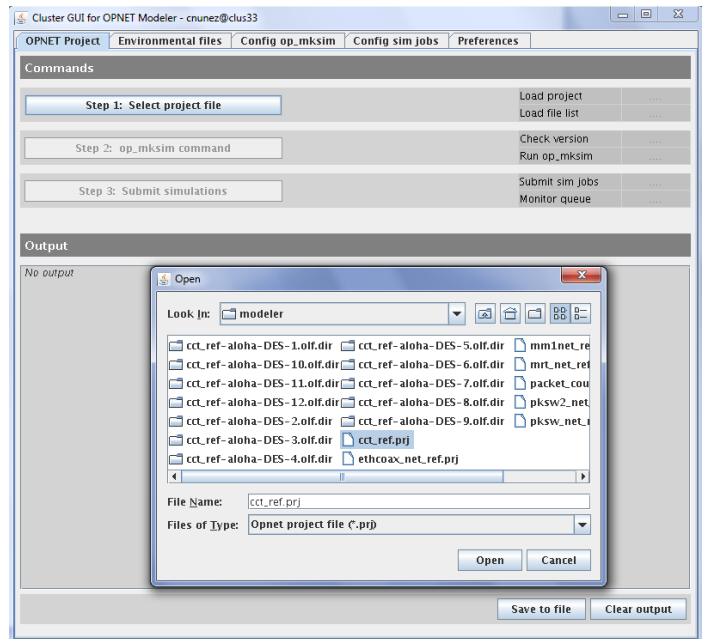 Cluster GUI for OPNET Modeler - cnunez@clus33
OPNET Project Environmental files Config op_mksim Config sim jobs Preferences
Commands
Step 1: Select project file
Load project ....
Load file list ....
Step 2: op_mksim command
Check version ....
Run op_mksim ....
Step 3: Submit simulations
Submit sim jobs ....
Monitor queue ....
Output
No output
Open
Look In: modeler
cct_ref-aloha-DES-1.olf.dir cct_ref-aloha-DES-5.olf.dir mm1net_re
cct_ref-aloha-DES-10.olf.dir cct_ref-aloha-DES-6.olf.dir mrt_net_ref
cct_ref-aloha-DES-11.olf.dir cct_ref-aloha-DES-7.olf.dir packet_cou
cct_ref-aloha-DES-12.olf.dir cct_ref-aloha-DES-8.olf.dir pksw2_net
cct_ref-aloha-DES-2.olf.dir cct_ref-aloha-DES-9.olf.dir pksw_net_
cct_ref-aloha-DES-3.olf.dir cct_ref.prj
cct_ref-aloha-DES-4.olf.dir ethcoax_net_ref.prj
File Name: cct_ref.prj
Files of Type: Opnet project file (*.prj)
Open Cancel
Save to file Clear output